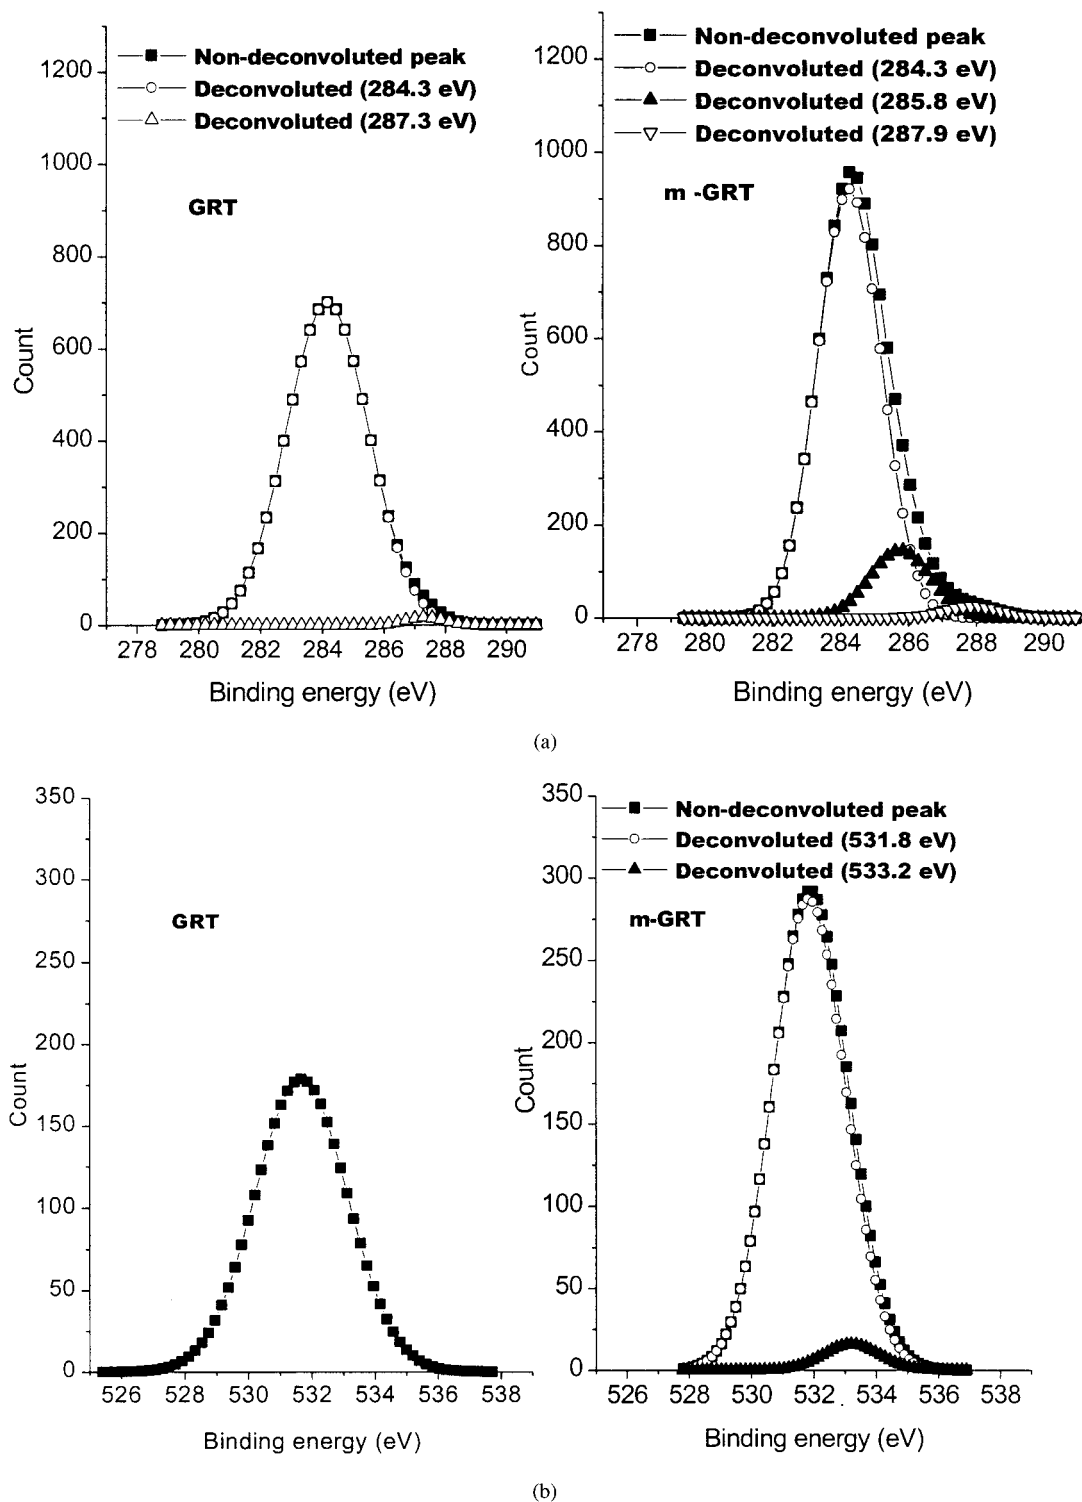 1200
1000
800
600
400
200
0
Count
Non-deconvoluted peak
Deconvoluted (284.3 eV)
Deconvoluted (287.3 eV)
GRT
278 280 282 284 286 288 290
Binding energy (eV)
1200
1000
800
600
400
200
0
Count
Non-deconvoluted peak
Deconvoluted (284.3 eV)
Deconvoluted (285.8 eV)
Deconvoluted (287.9 eV)
m -GRT
278 280 282 284 286 288 290
Binding energy (eV)
(a)
350
300
250
200
150
100
50
0
Count
GRT
526 528 530 532 534 536 538
Binding energy (eV)
350
300
250
200
150
100
50
0
Count
Non-deconvoluted peak
Deconvoluted (531.8 eV)
Deconvoluted (533.2 eV)
m-GRT
526 528 530 532 534 536 538
Binding energy (eV)
(b)